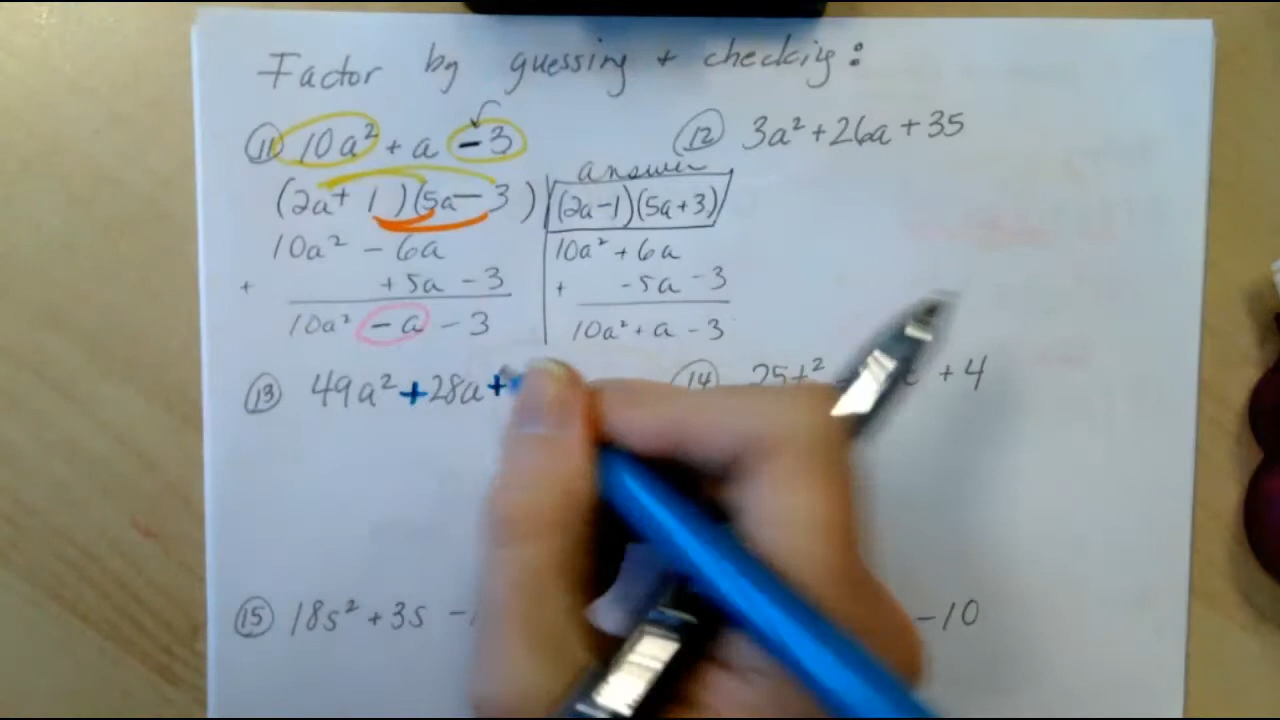 Factor by guessing + checking:
(11) 10a² + a - 3
(2a + 1)(5a - 3)
10a² - 6a
+ +5a - 3
10a² - a - 3
answer
(2a-1)(5a+3)
10a² + 6a
+ -5a - 3
10a² + a - 3
(12) 3a² + 26a + 35
(13) 49a² + 28a +
(14) 25t² + 4
(15) 18s² + 3s -
-10